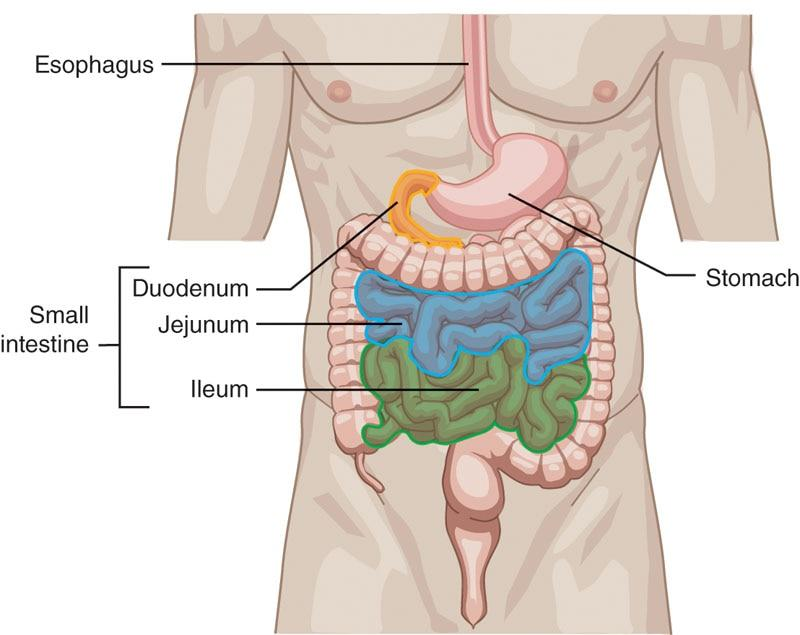 Esophagus
Stomach
Duodenum
Small
intestine
Jejunum
Ileum